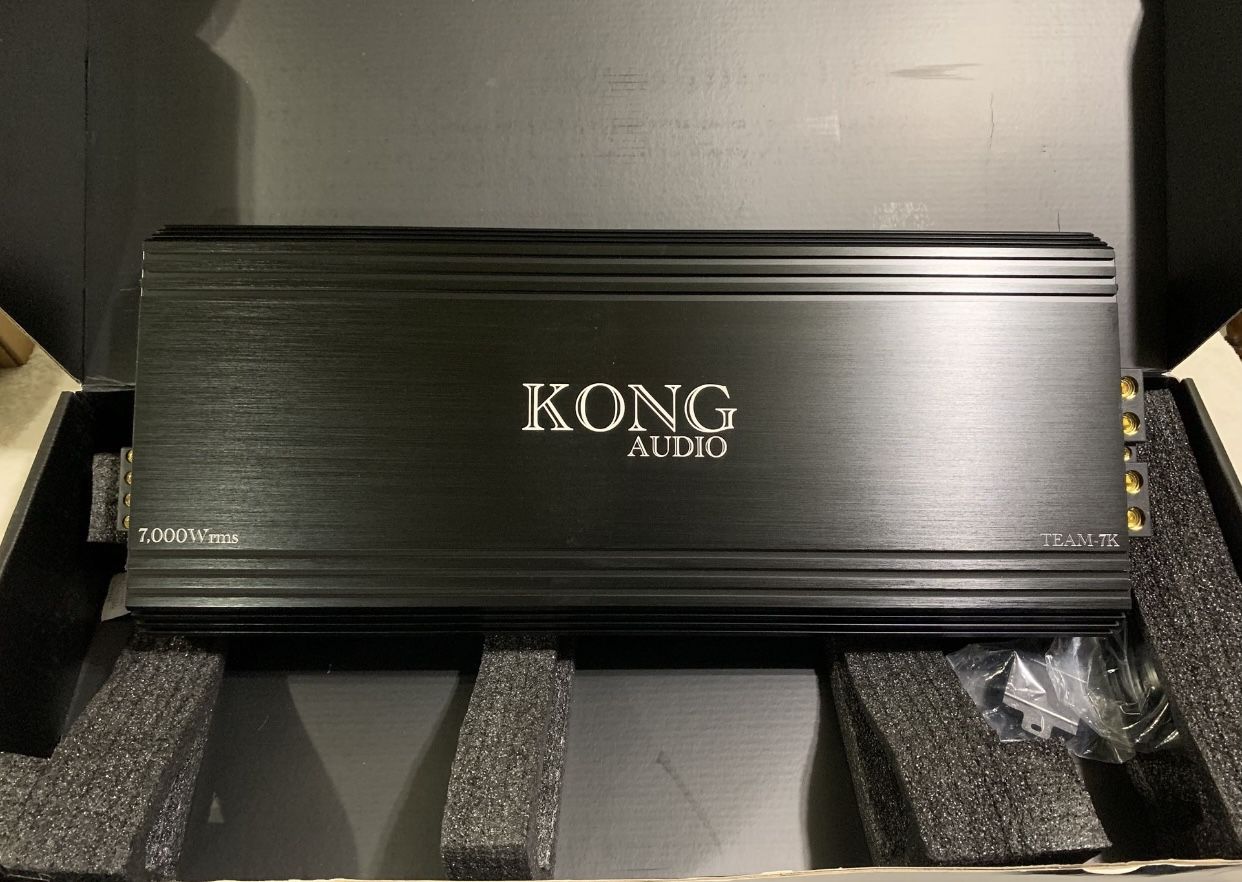 KONG
AUDIO
7,000Wrms
TEAM-7K